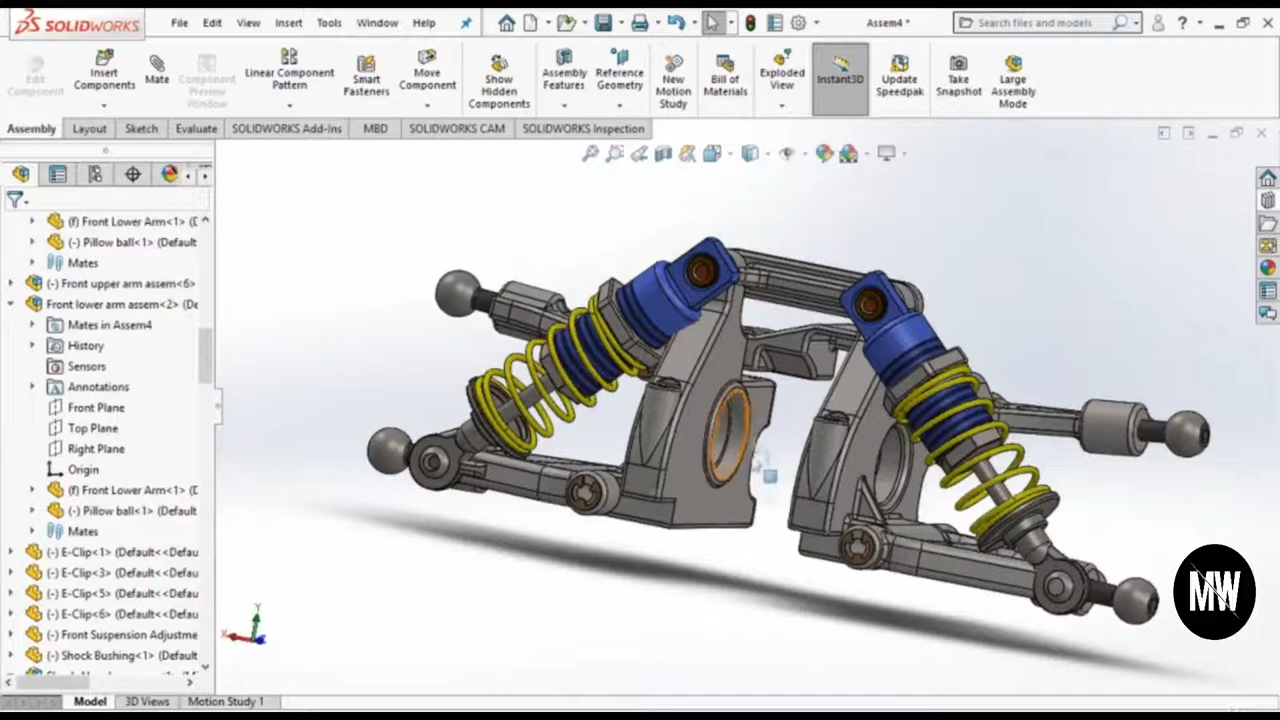 SOLIDWORKS File Edit View Insert Tools Window Help Assem4 * Search files and models ?
Edit Component
Insert Components
Mate
Component Preview Window
Linear Component Pattern
Smart Fasteners
Move Component
Show Hidden Components
Assembly Features
Reference Geometry
New Motion Study
Bill of Materials
Exploded View
Instant3D
Update Speedpak
Take Snapshot
Large Assembly Mode
Assembly Layout Sketch Evaluate SOLIDWORKS Add-Ins MBD SOLIDWORKS CAM SOLIDWORKS Inspection
(f) Front Lower Arm<1> (D
(-) Pillow ball<1> (Default
Mates
(-) Front upper arm assem<6>
Front lower arm assem<2> (De
Mates in Assem4
History
Sensors
Annotations
Front Plane
Top Plane
Right Plane
Origin
(f) Front Lower Arm<1> (D
(-) Pillow ball<1> (Default
Mates
(-) E-Clip<1> (Default<<Defau
(-) E-Clip<3> (Default<<Defau
(-) E-Clip<5> (Default<<Defau
(-) E-Clip<6> (Default<<Defau
(-) Front Suspension Adjustme
(-) Shock Bushing<1> (Default
Y
X
MW
Model 3D Views Motion Study 1